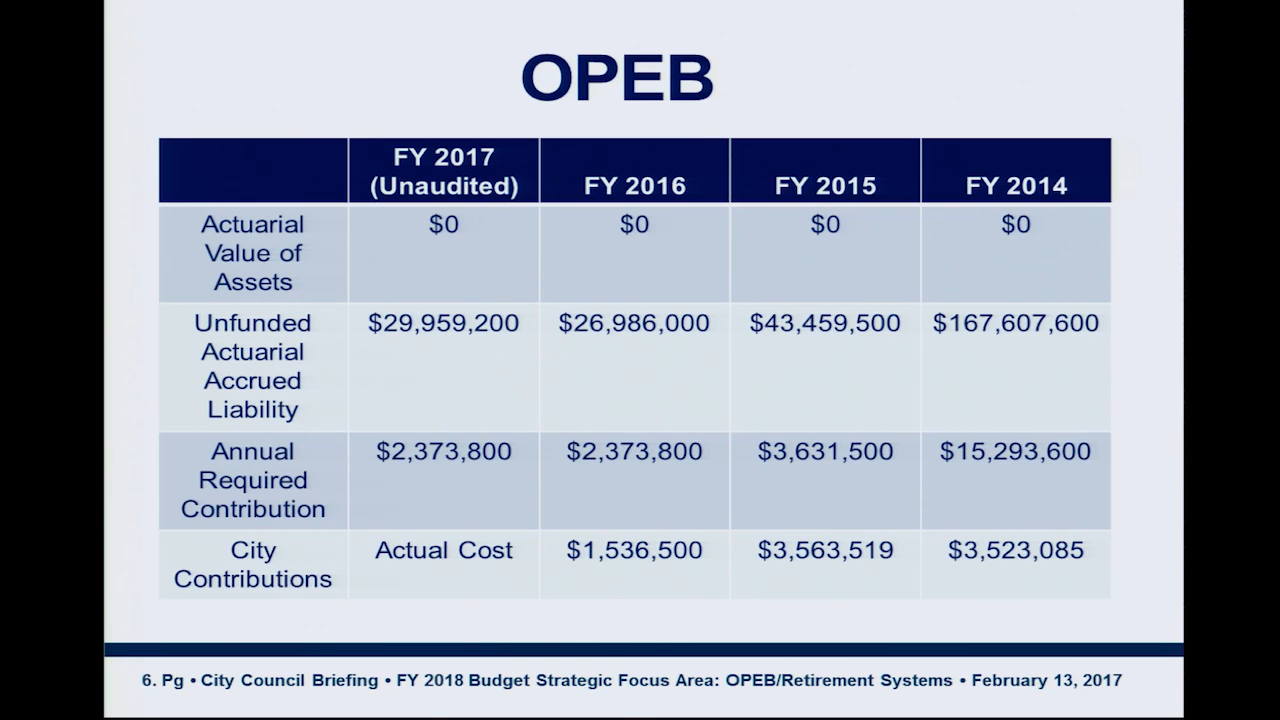 OPEB
FY 2017
(Unaudited)
FY 2016
FY 2015
FY 2014
Actuarial
Value of
Assets
$0
$0
$0
$0
Unfunded
Actuarial
Accrued
Liability
$29,959,200
$26,986,000
$43,459,500
$167,607,600
Annual
Required
Contribution
$2,373,800
$2,373,800
$3,631,500
$15,293,600
City
Contributions
Actual Cost
$1,536,500
$3,563,519
$3,523,085
6. Pg • City Council Briefing • FY 2018 Budget Strategic Focus Area: OPEB/Retirement Systems • February 13, 2017